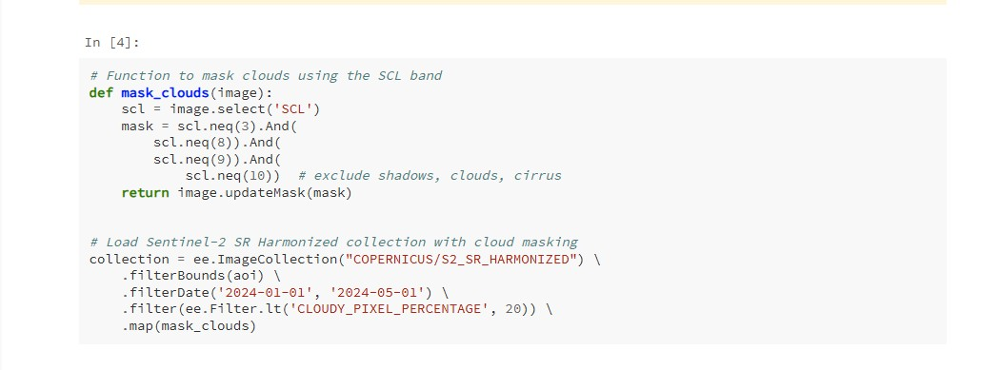 In [4]:
# Function to mask clouds using the SCL band
def mask_clouds(image):
    scl = image.select('SCL')
    mask = scl.neq(3).And(
        scl.neq(8)).And(
        scl.neq(9)).And(
            scl.neq(10))  # exclude shadows, clouds, cirrus
    return image.updateMask(mask)
# Load Sentinel-2 SR Harmonized collection with cloud masking
collection = ee.ImageCollection("COPERNICUS/S2_SR_HARMONIZED") \
    .filterBounds(aoi) \
    .filterDate('2024-01-01', '2024-05-01') \
    .filter(ee.Filter.lt('CLOUDY_PIXEL_PERCENTAGE', 20)) \
    .map(mask_clouds)